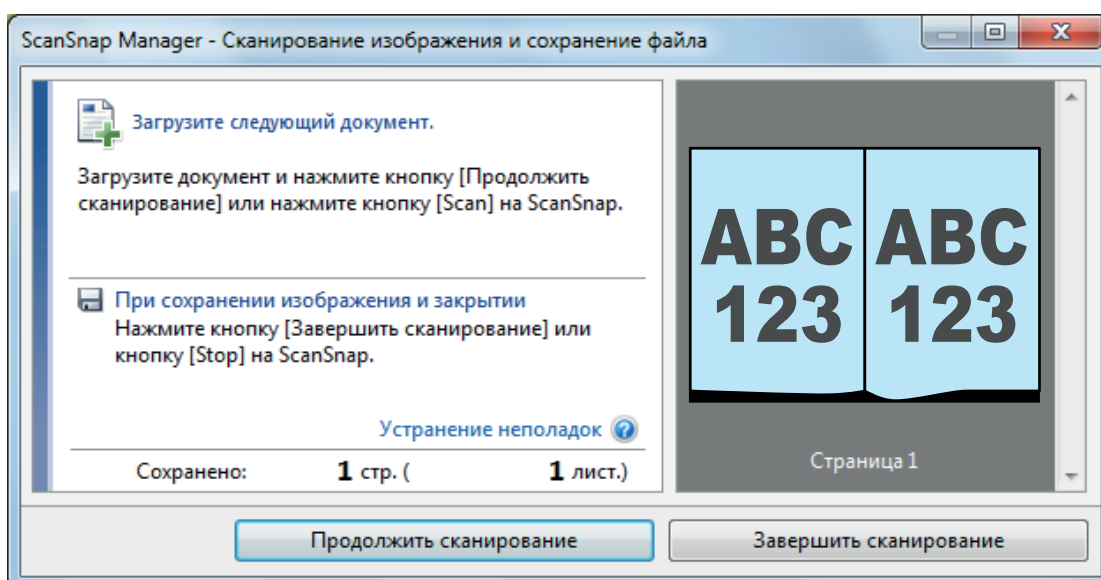 ScanSnap Manager - Сканирование изображения и сохранение файла
Загрузите следующий документ.
Загрузите документ и нажмите кнопку [Продолжить
сканирование] или нажмите кнопку [Scan] на ScanSnap.
При сохранении изображения и закрытии
Нажмите кнопку [Завершить сканирование] или
кнопку [Stop] на ScanSnap.
Устранение неполадок ?
Сохранено: 1 стр. ( 1 лист.)
ABC ABC
123 123
Страница 1
Продолжить сканирование Завершить сканирование